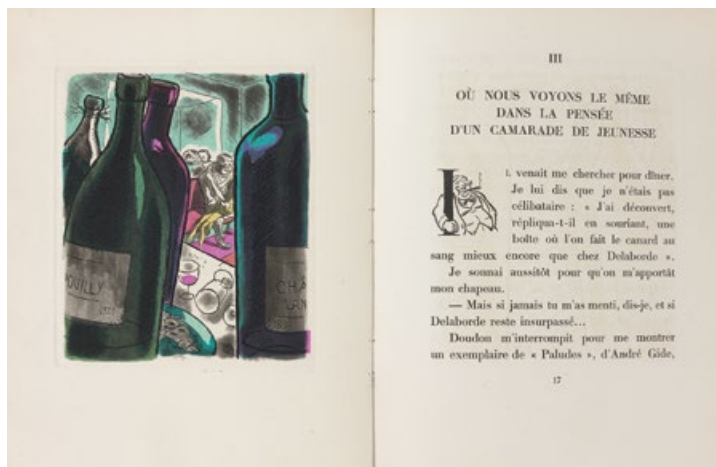 POUILLY
CHÂ
III
OÙ NOUS VOYONS LE MÊME
DANS LA PENSÉE
D'UN CAMARADE DE JEUNESSE
IL venait me chercher pour dîner.
Je lui dis que je n'étais pas
célibataire : « J'ai découvert,
répliqua-t-il en souriant, une
boîte où l'on fait le canard au
sang mieux encore que chez Delaborde ».
Je sonnai aussitôt pour qu'on m'apportât
mon chapeau.
— Mais si jamais tu m'as menti, dis-je, et si
Delaborde reste insurpassé...
Doudon m'interrompit pour me montrer
un exemplaire de « Paludes », d'André Gide,
17